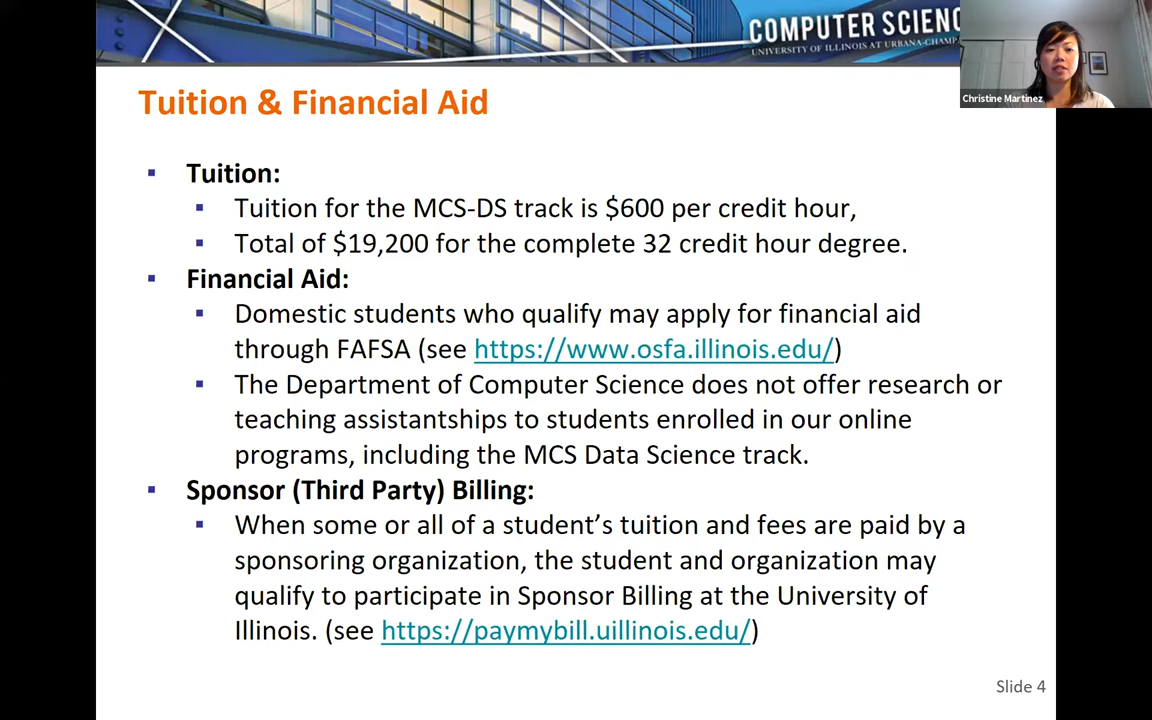 COMPUTER SCIENC
UNIVERSITY OF ILLINOIS AT URBANA-CHAMP
Christine Martinez
Tuition & Financial Aid
▪ Tuition:
▪ Tuition for the MCS-DS track is $600 per credit hour,
▪ Total of $19,200 for the complete 32 credit hour degree.
▪ Financial Aid:
▪ Domestic students who qualify may apply for financial aid
through FAFSA (see https://www.osfa.illinois.edu/)
▪ The Department of Computer Science does not offer research or
teaching assistantships to students enrolled in our online
programs, including the MCS Data Science track.
▪ Sponsor (Third Party) Billing:
▪ When some or all of a student’s tuition and fees are paid by a
sponsoring organization, the student and organization may
qualify to participate in Sponsor Billing at the University of
Illinois. (see https://paymybill.uillinois.edu/)
Slide 4